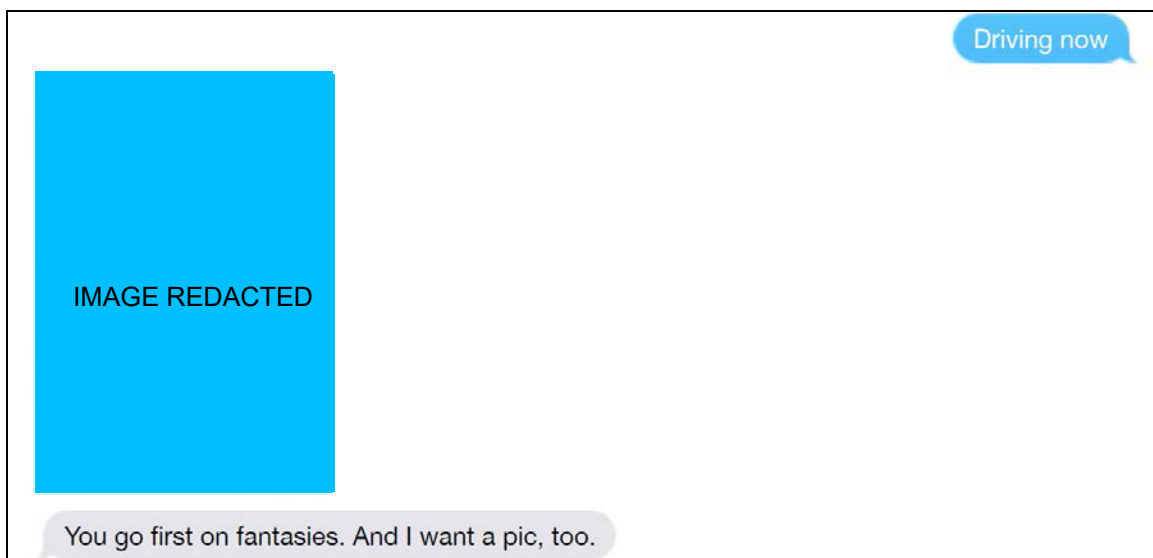 Driving now
IMAGE REDACTED
You go first on fantasies. And I want a pic, too.